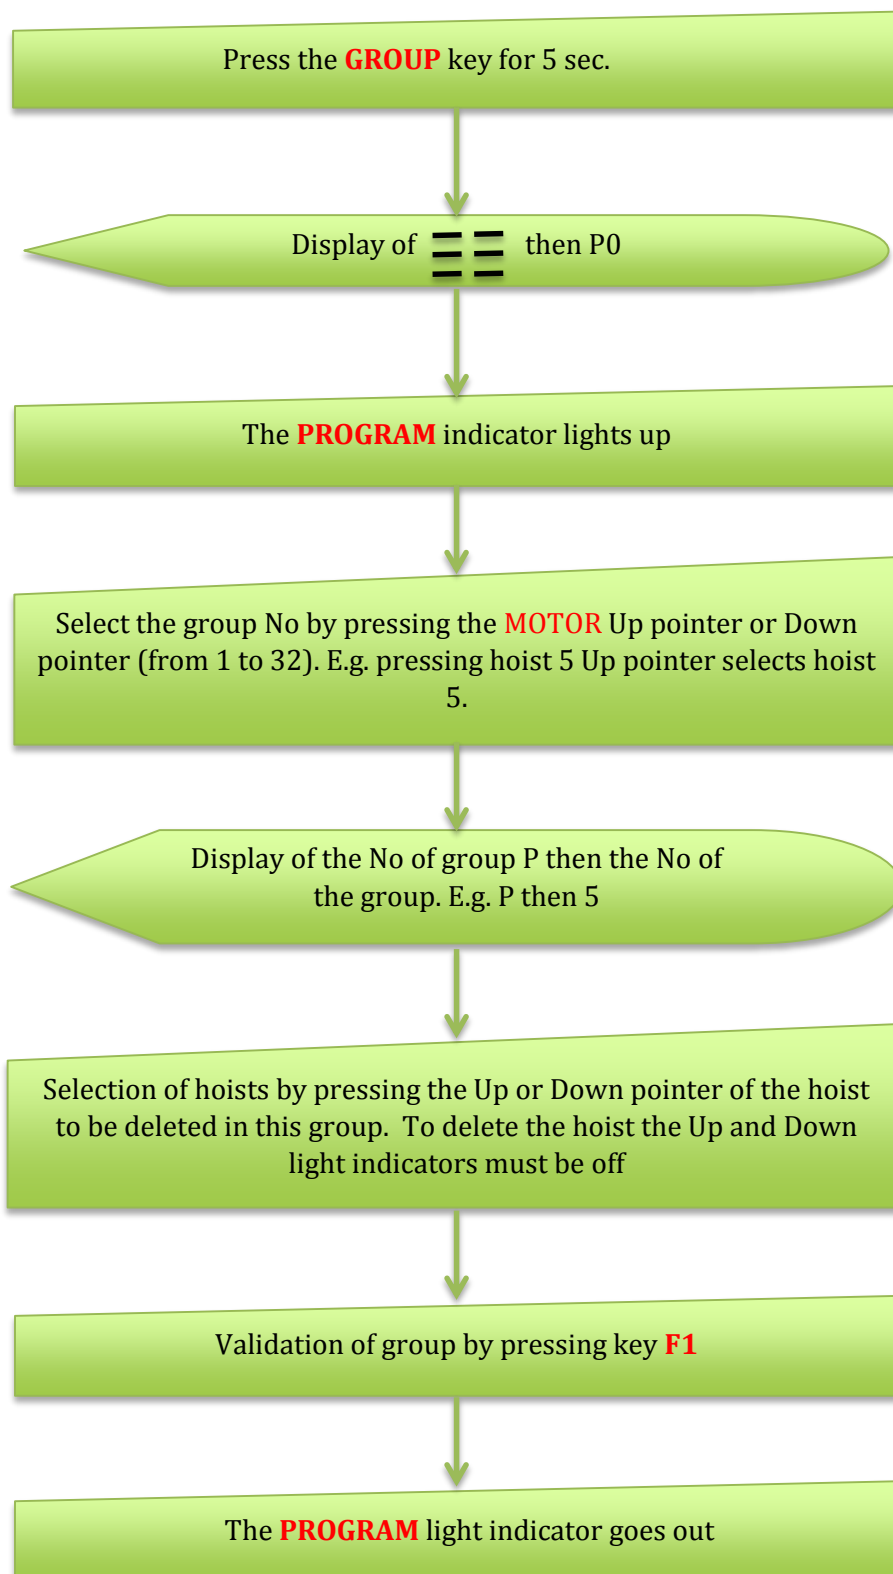 Press the GROUP key for 5 sec.
Display of then P0
The PROGRAM indicator lights up
Select the group No by pressing the MOTOR Up pointer or Down
pointer (from 1 to 32). E.g. pressing hoist 5 Up pointer selects hoist
5.
Display of the No of group P then the No of
the group. E.g. P then 5
Selection of hoists by pressing the Up or Down pointer of the hoist
to be deleted in this group. To delete the hoist the Up and Down
light indicators must be off
Validation of group by pressing key F1
The PROGRAM light indicator goes out